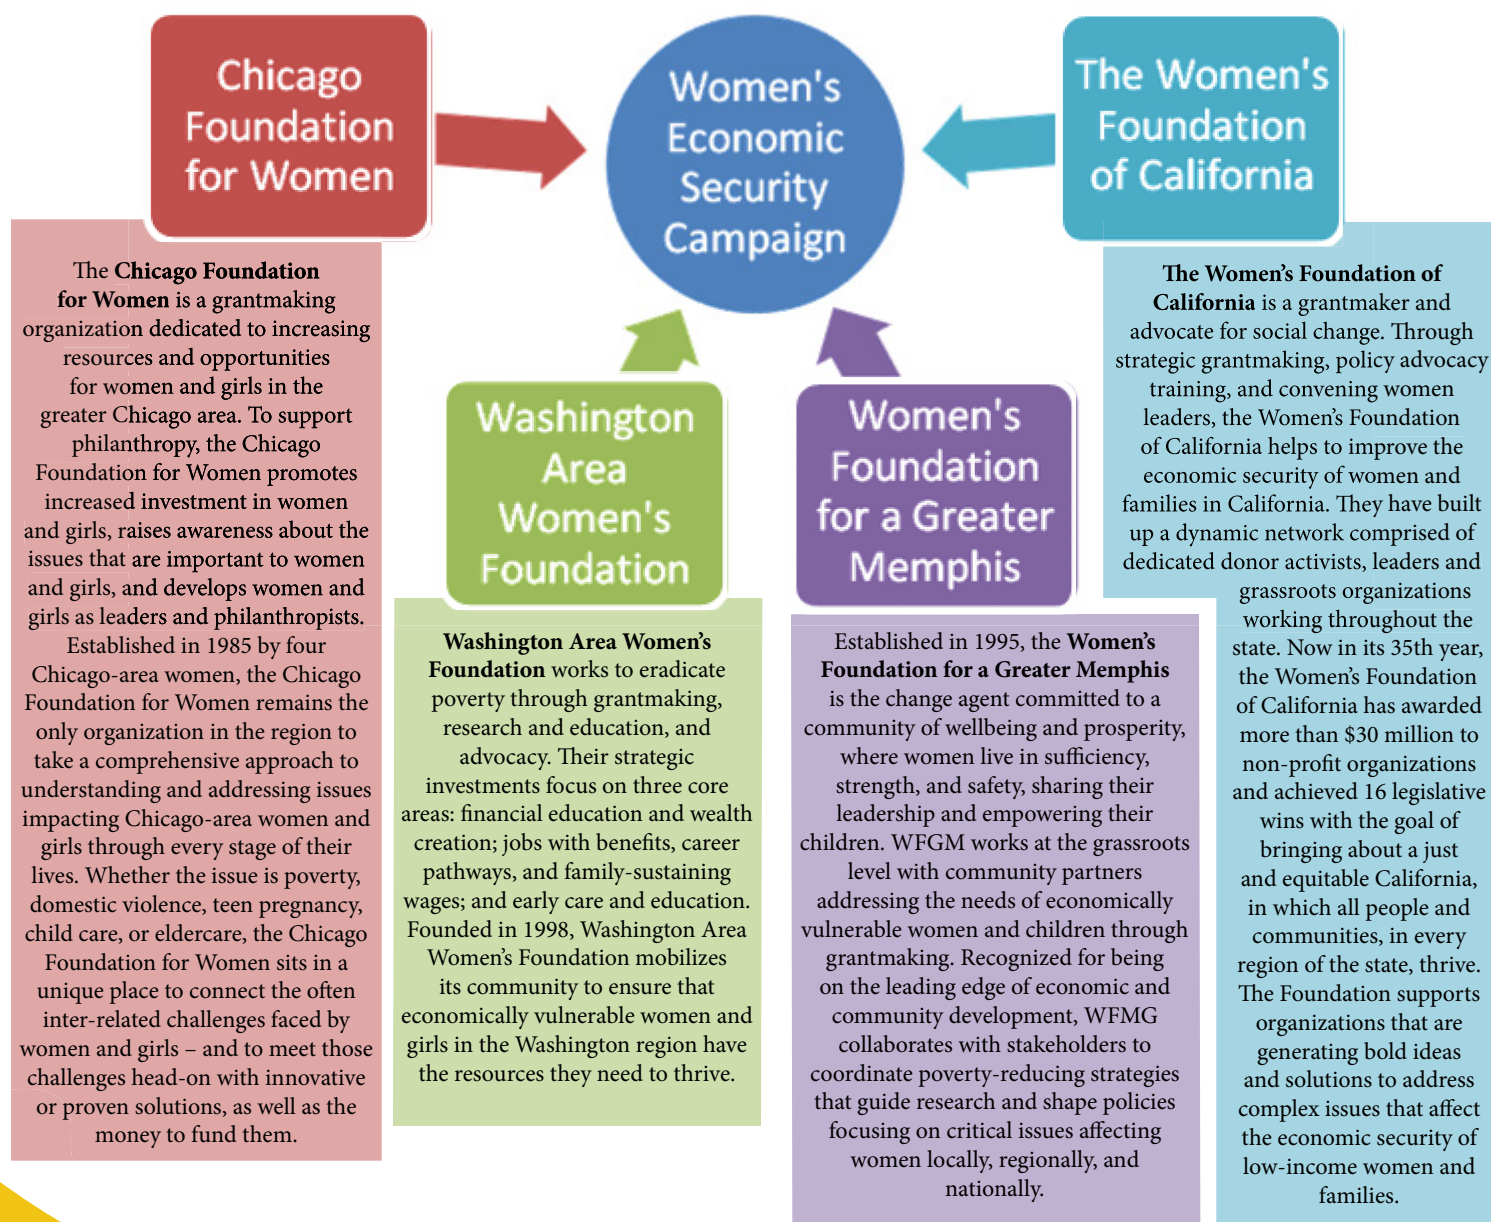 Chicago
Foundation
for Women
Women's
Economic
Security
Campaign
The Women's
Foundation
of California
Washington
Area
Women's
Foundation
Women's
Foundation
for a Greater
Memphis
The Chicago Foundation
for Women is a grantmaking
organization dedicated to increasing
resources and opportunities
for women and girls in the
greater Chicago area. To support
philanthropy, the Chicago
Foundation for Women promotes
increased investment in women
and girls, raises awareness about the
issues that are important to women
and girls, and develops women and
girls as leaders and philanthropists.
Established in 1985 by four
Chicago-area women, the Chicago
Foundation for Women remains the
only organization in the region to
take a comprehensive approach to
understanding and addressing issues
impacting Chicago-area women and
girls through every stage of their
lives. Whether the issue is poverty,
domestic violence, teen pregnancy,
child care, or eldercare, the Chicago
Foundation for Women sits in a
unique place to connect the often
inter-related challenges faced by
women and girls – and to meet those
challenges head-on with innovative
or proven solutions, as well as the
money to fund them.
Washington Area Women’s
Foundation works to eradicate
poverty through grantmaking,
research and education, and
advocacy. Their strategic
investments focus on three core
areas: financial education and wealth
creation; jobs with benefits, career
pathways, and family-sustaining
wages; and early care and education.
Founded in 1998, Washington Area
Women’s Foundation mobilizes
its community to ensure that
economically vulnerable women and
girls in the Washington region have
the resources they need to thrive.
Established in 1995, the Women’s
Foundation for a Greater Memphis
is the change agent committed to a
community of wellbeing and prosperity,
where women live in sufficiency,
strength, and safety, sharing their
leadership and empowering their
children. WFGM works at the grassroots
level with community partners
addressing the needs of economically
vulnerable women and children through
grantmaking. Recognized for being
on the leading edge of economic and
community development, WFMG
collaborates with stakeholders to
coordinate poverty-reducing strategies
that guide research and shape policies
focusing on critical issues affecting
women locally, regionally, and
nationally.
The Women’s Foundation of
California is a grantmaker and
advocate for social change. Through
strategic grantmaking, policy advocacy
training, and convening women
leaders, the Women’s Foundation
of California helps to improve the
economic security of women and
families in California. They have built
up a dynamic network comprised of
dedicated donor activists, leaders and
grassroots organizations
working throughout the
state. Now in its 35th year,
the Women’s Foundation
of California has awarded
more than $30 million to
non-profit organizations
and achieved 16 legislative
wins with the goal of
bringing about a just
and equitable California,
in which all people and
communities, in every
region of the state, thrive.
The Foundation supports
organizations that are
generating bold ideas
and solutions to address
complex issues that affect
the economic security of
low-income women and
families.